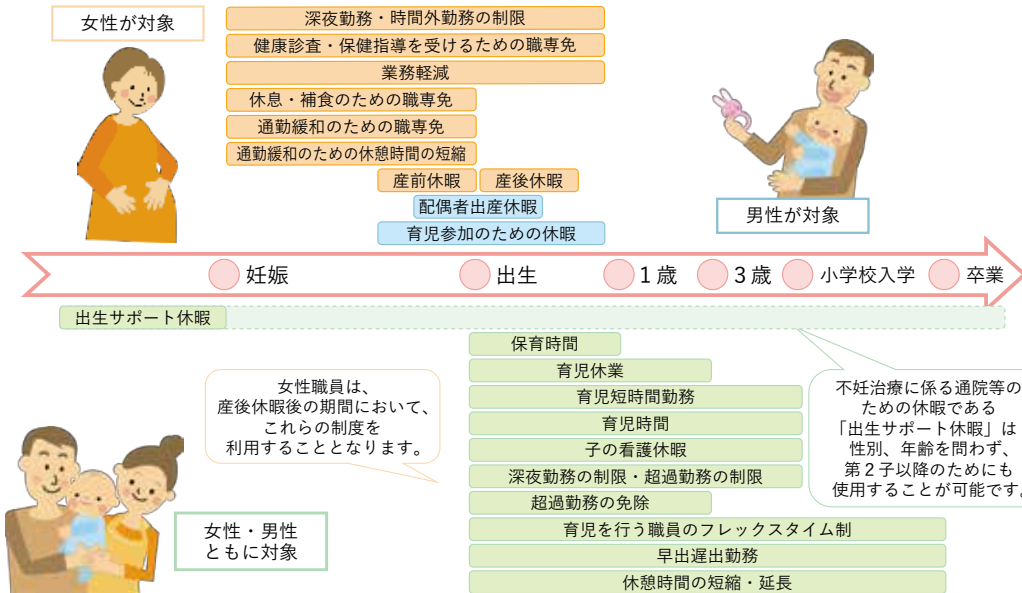 女性が対象
深夜勤務・時間外勤務の制限
健康診査・保健指導を受けるための職専免
業務軽減
休息・補食のための職専免
通勤緩和のための職専免
通勤緩和のための休憩時間の短縮
産前休暇
産後休暇
配偶者出産休暇
育児参加のための休暇
男性が対象
妊娠
出生
1歳
3歳
小学校入学
卒業
出生サポート休暇
保育時間
育児休業
育児短時間勤務
育児時間
子の看護休暇
深夜勤務の制限・超過勤務の制限
超過勤務の免除
育児を行う職員のフレックスタイム制
早出遅出勤務
休憩時間の短縮・延長
女性職員は、
産後休暇後の期間において、
これらの制度を
利用することとなります。
不妊治療に係る通院等の
ための休暇である
「出生サポート休暇」は
性別、年齢を問わず、
第2子以降のためにも
使用することが可能です。
女性・男性
ともに対象